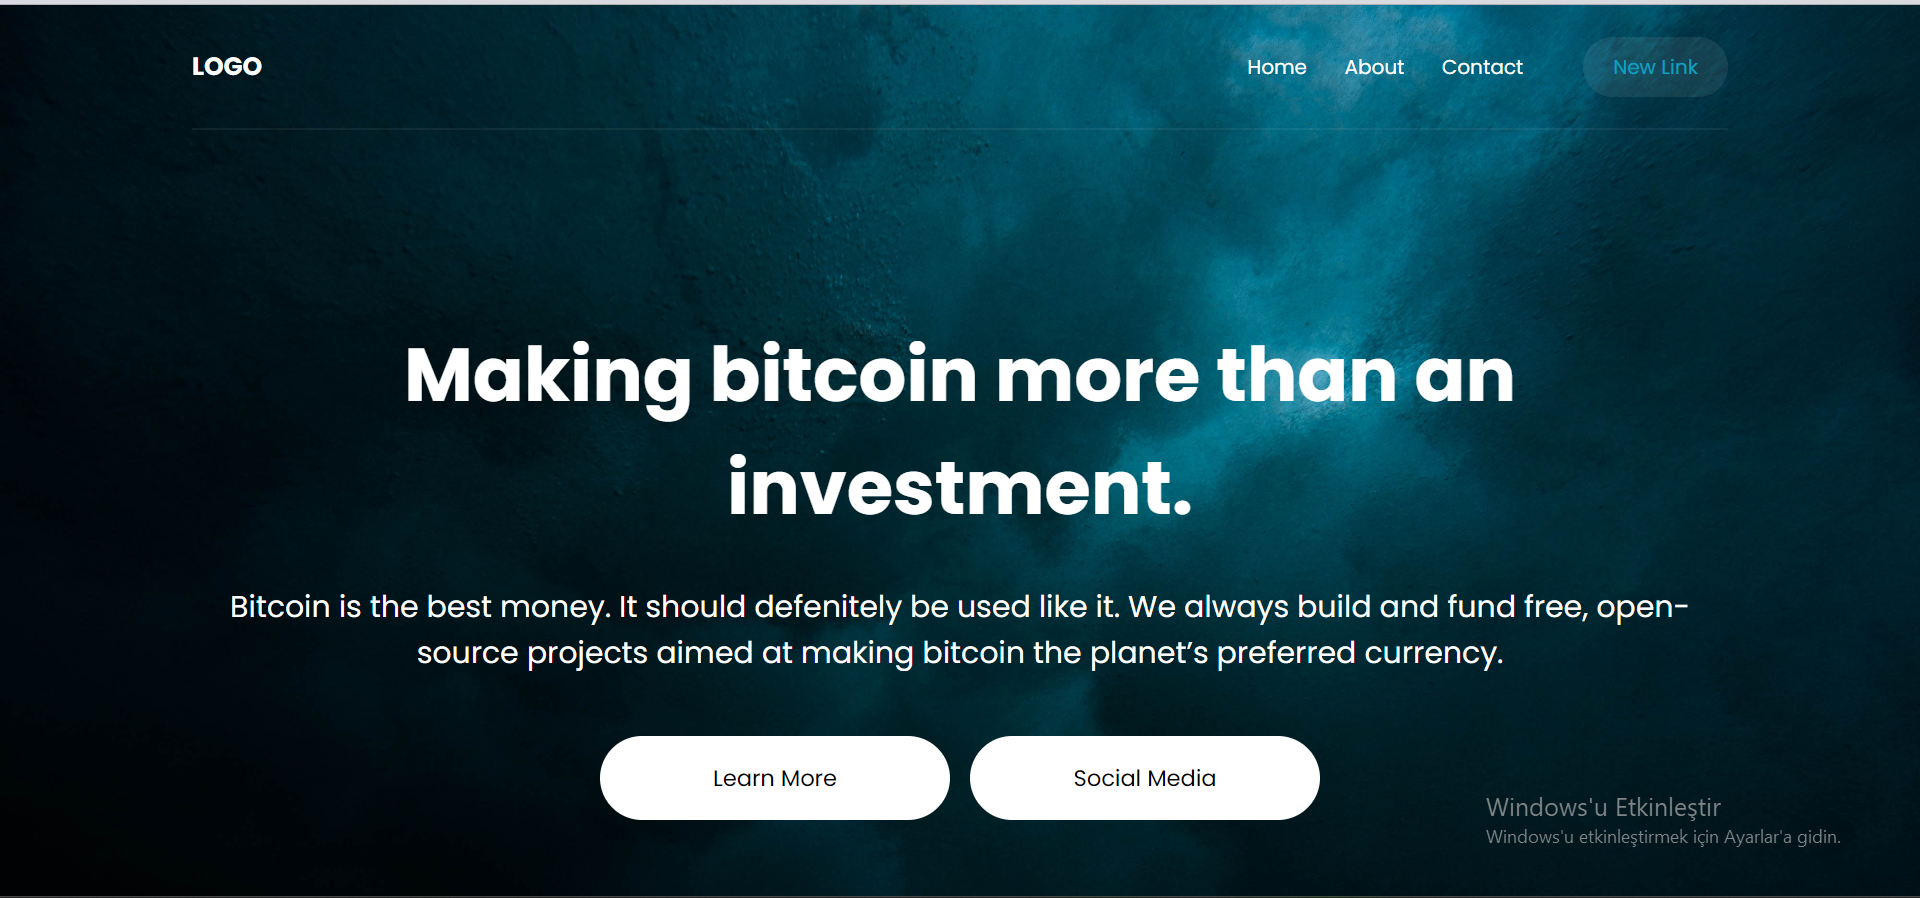 LOGO
Home About Contact New Link
Making bitcoin more than an
investment.
Bitcoin is the best money. It should defenitely be used like it. We always build and fund free, open-
source projects aimed at making bitcoin the planet’s preferred currency.
Learn More Social Media
Windows'u Etkinleştir
Windows'u etkinleştirmek için Ayarlar'a gidin.